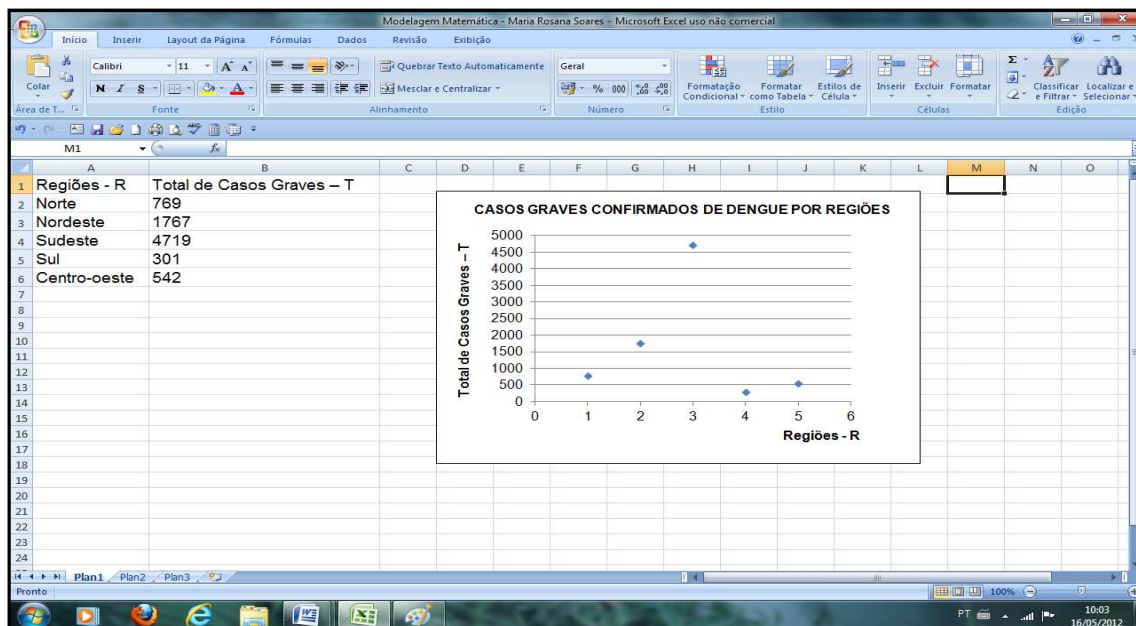 Modelagem Matemática - Maria Rosana Soares - Microsoft Excel uso não comercial
Início Inserir Layout da Página Fórmulas Dados Revisão Exibição
Colar
Calibri 11 A A
N I S A
Quebrar Texto Automaticamente
Mesclar e Centralizar
Geral
% 000 ,00 ,00
Formatação Condicional
Formatar como Tabela
Estilos de Célula
Inserir Excluir Formatar
Σ
Classificar e Filtrar
Localizar e Selecionar
Área de T... Fonte Alinhamento Número Estilo Células Edição
M1 fx
A B C D E F G H I J K L M N O
1 Regiões - R Total de Casos Graves – T
2 Norte 769
3 Nordeste 1767
4 Sudeste 4719
5 Sul 301
6 Centro-oeste 542
7
8
9
10
11
12
13
14
15
16
17
18
19
20
21
22
23
24
CASOS GRAVES CONFIRMADOS DE DENGUE POR REGIÕES
Total de Casos Graves – T
5000
4500
4000
3500
3000
2500
2000
1500
1000
500
0
0 1 2 3 4 5 6
Regiões - R
Plan1 Plan2 Plan3
Pronto 100%
PT 10:03
16/05/2012